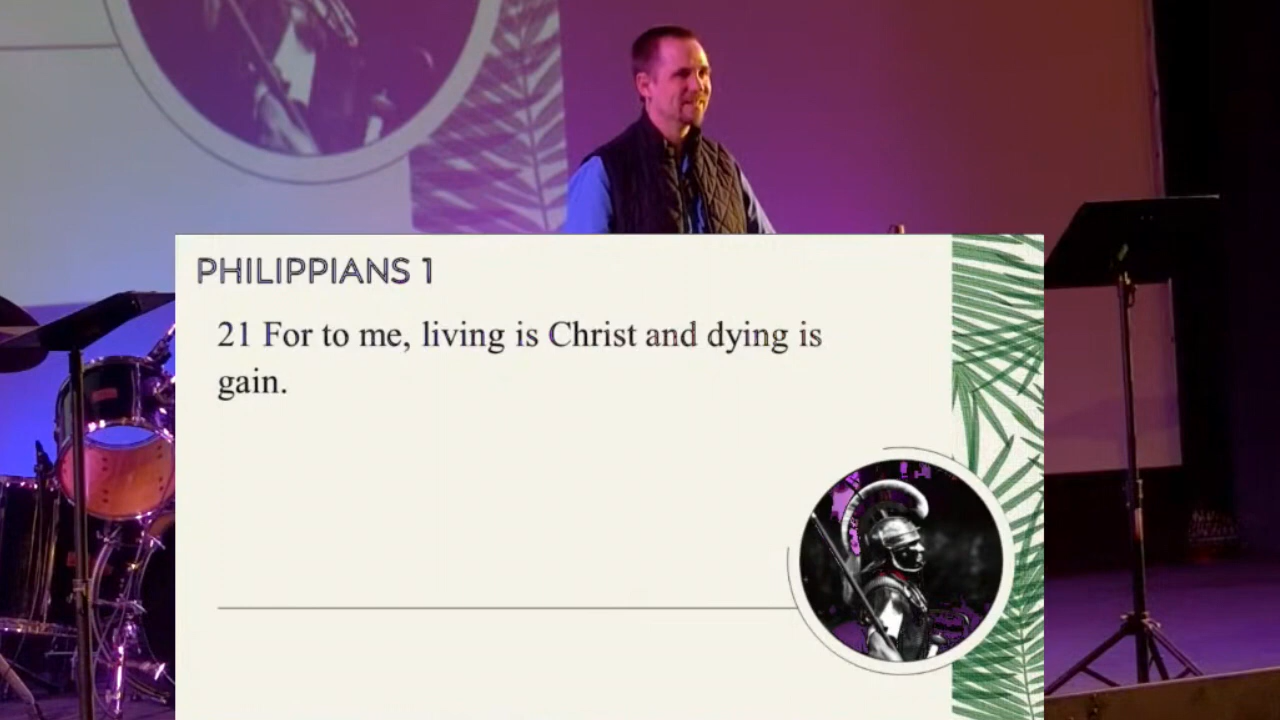 PHILIPPIANS 1
21 For to me, living is Christ and dying is
gain.